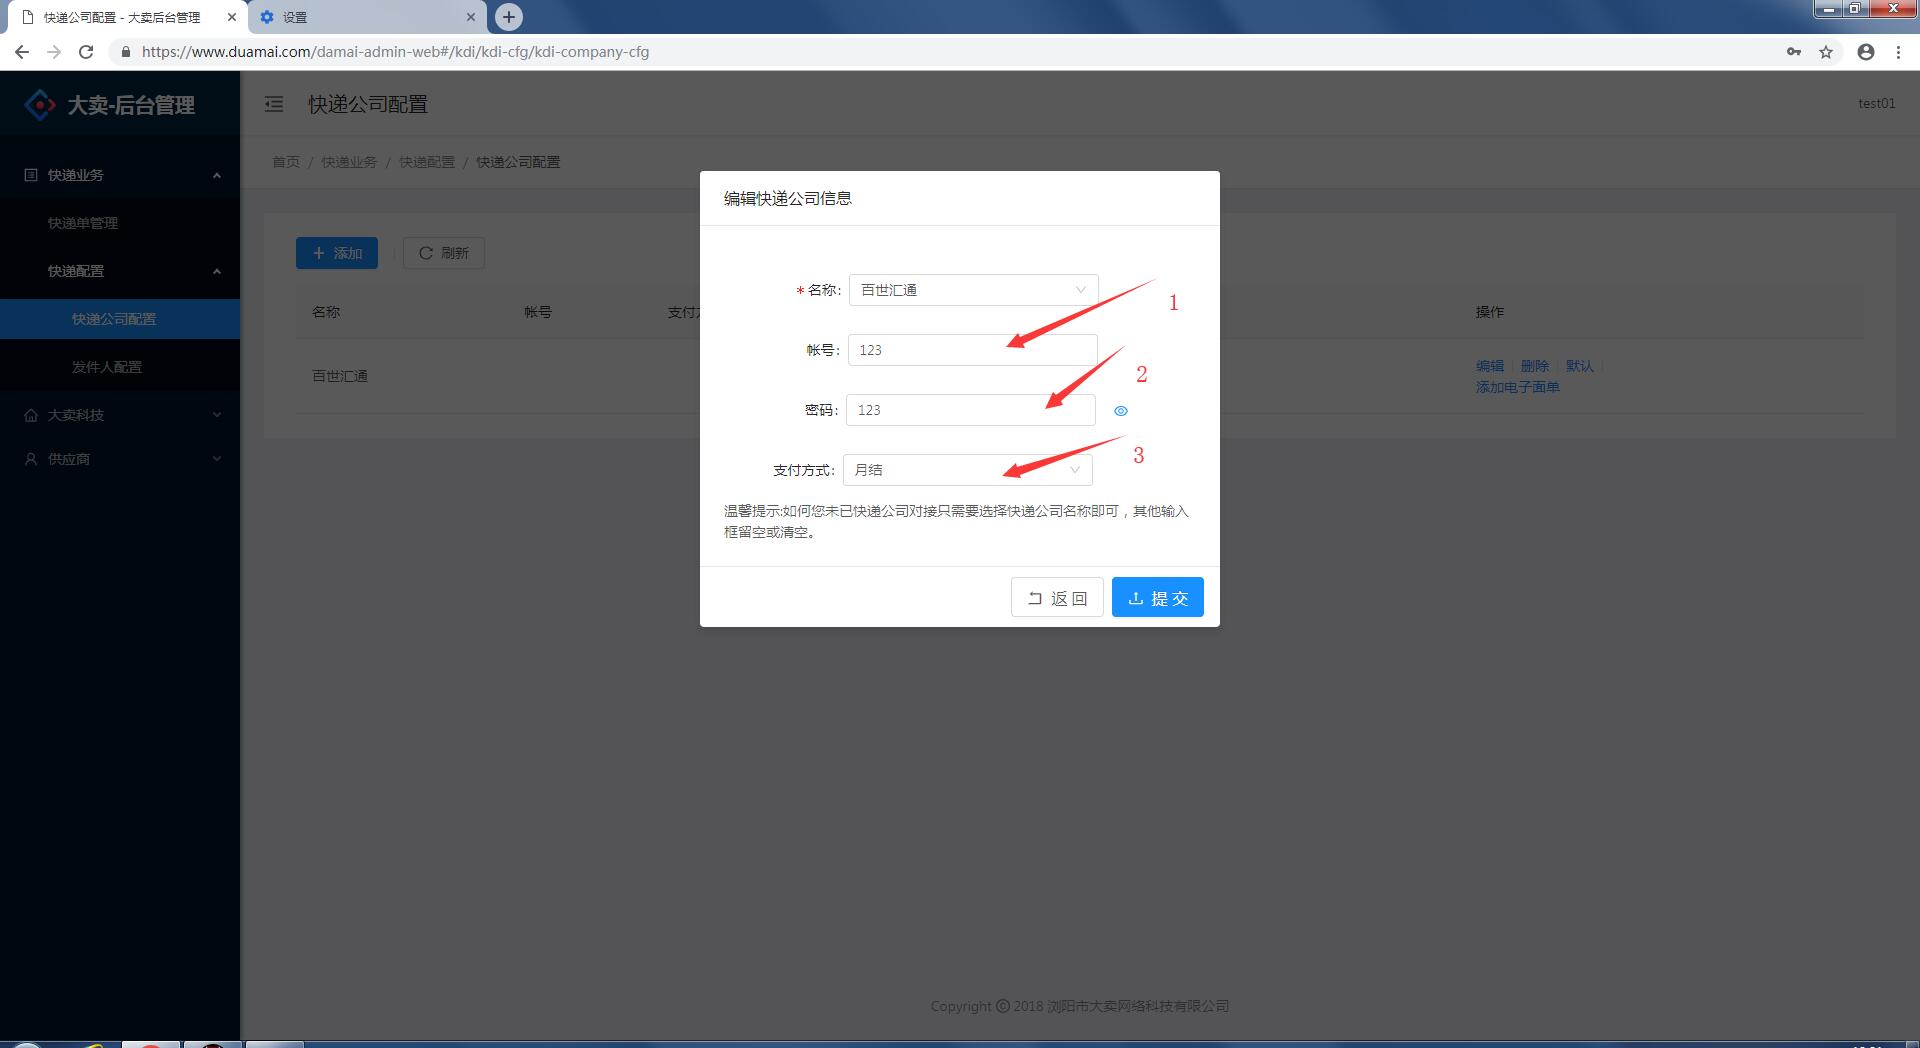 快递公司配置 - 大卖后台管理
设置
https://www.duamai.com/damai-admin-web#/kdi/kdi-cfg/kdi-company-cfg
大卖-后台管理
快递公司配置
test01
首页 / 快递业务 / 快递配置 / 快递公司配置
快递业务
快递单管理
快递配置
快递公司配置
发件人配置
大卖科技
供应商
添加
刷新
名称
帐号
操作
百世汇通
编辑
删除
默认
添加电子面单
编辑快递公司信息
* 名称:
百世汇通
1
帐号:
123
2
密码:
123
3
支付方式:
月结
温馨提示:如何您未已快递公司对接只需要选择快递公司名称即可，其他输入
框留空或清空。
返 回
提 交
Copyright © 2018 浏阳市大卖网络科技有限公司